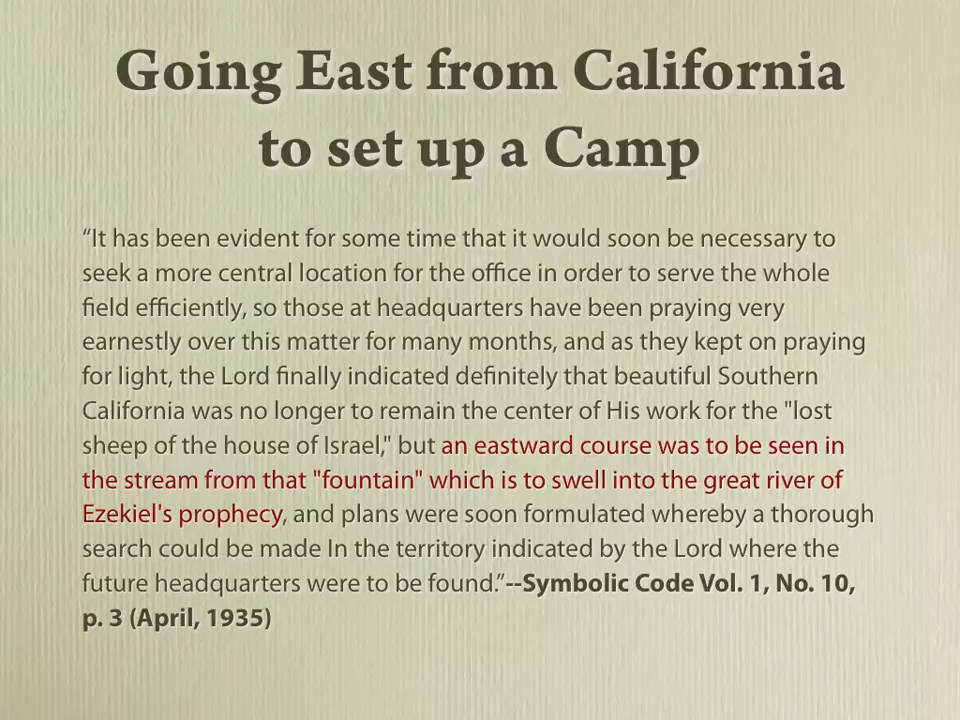 Going East from California
to set up a Camp
“It has been evident for some time that it would soon be necessary to
seek a more central location for the office in order to serve the whole
field efficiently, so those at headquarters have been praying very
earnestly over this matter for many months, and as they kept on praying
for light, the Lord finally indicated definitely that beautiful Southern
California was no longer to remain the center of His work for the "lost
sheep of the house of Israel," but an eastward course was to be seen in
the stream from that "fountain" which is to swell into the great river of
Ezekiel's prophecy, and plans were soon formulated whereby a thorough
search could be made In the territory indicated by the Lord where the
future headquarters were to be found.”--Symbolic Code Vol. 1, No. 10,
p. 3 (April, 1935)